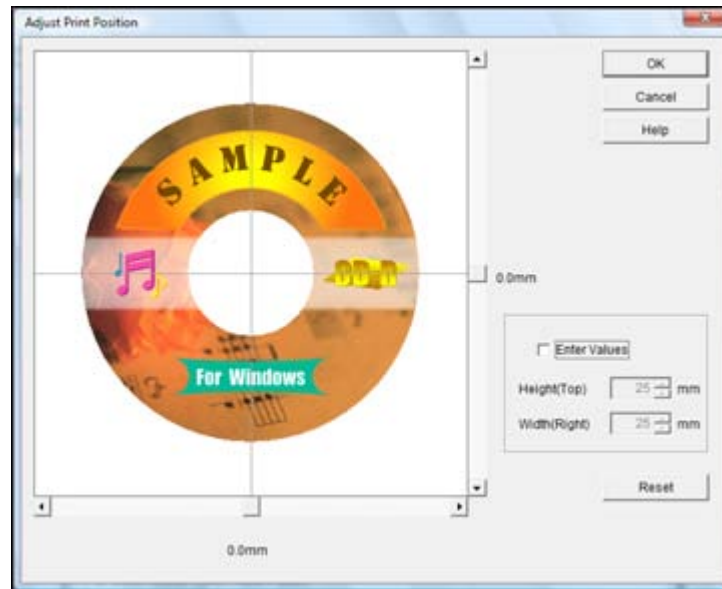 Adjust Print Position
OK
Cancel
Help
SAMPLE
CD-R
For Windows
0.0mm
Enter Values
Height(Top) 25 mm
Width(Right) 25 mm
Reset
0.0mm